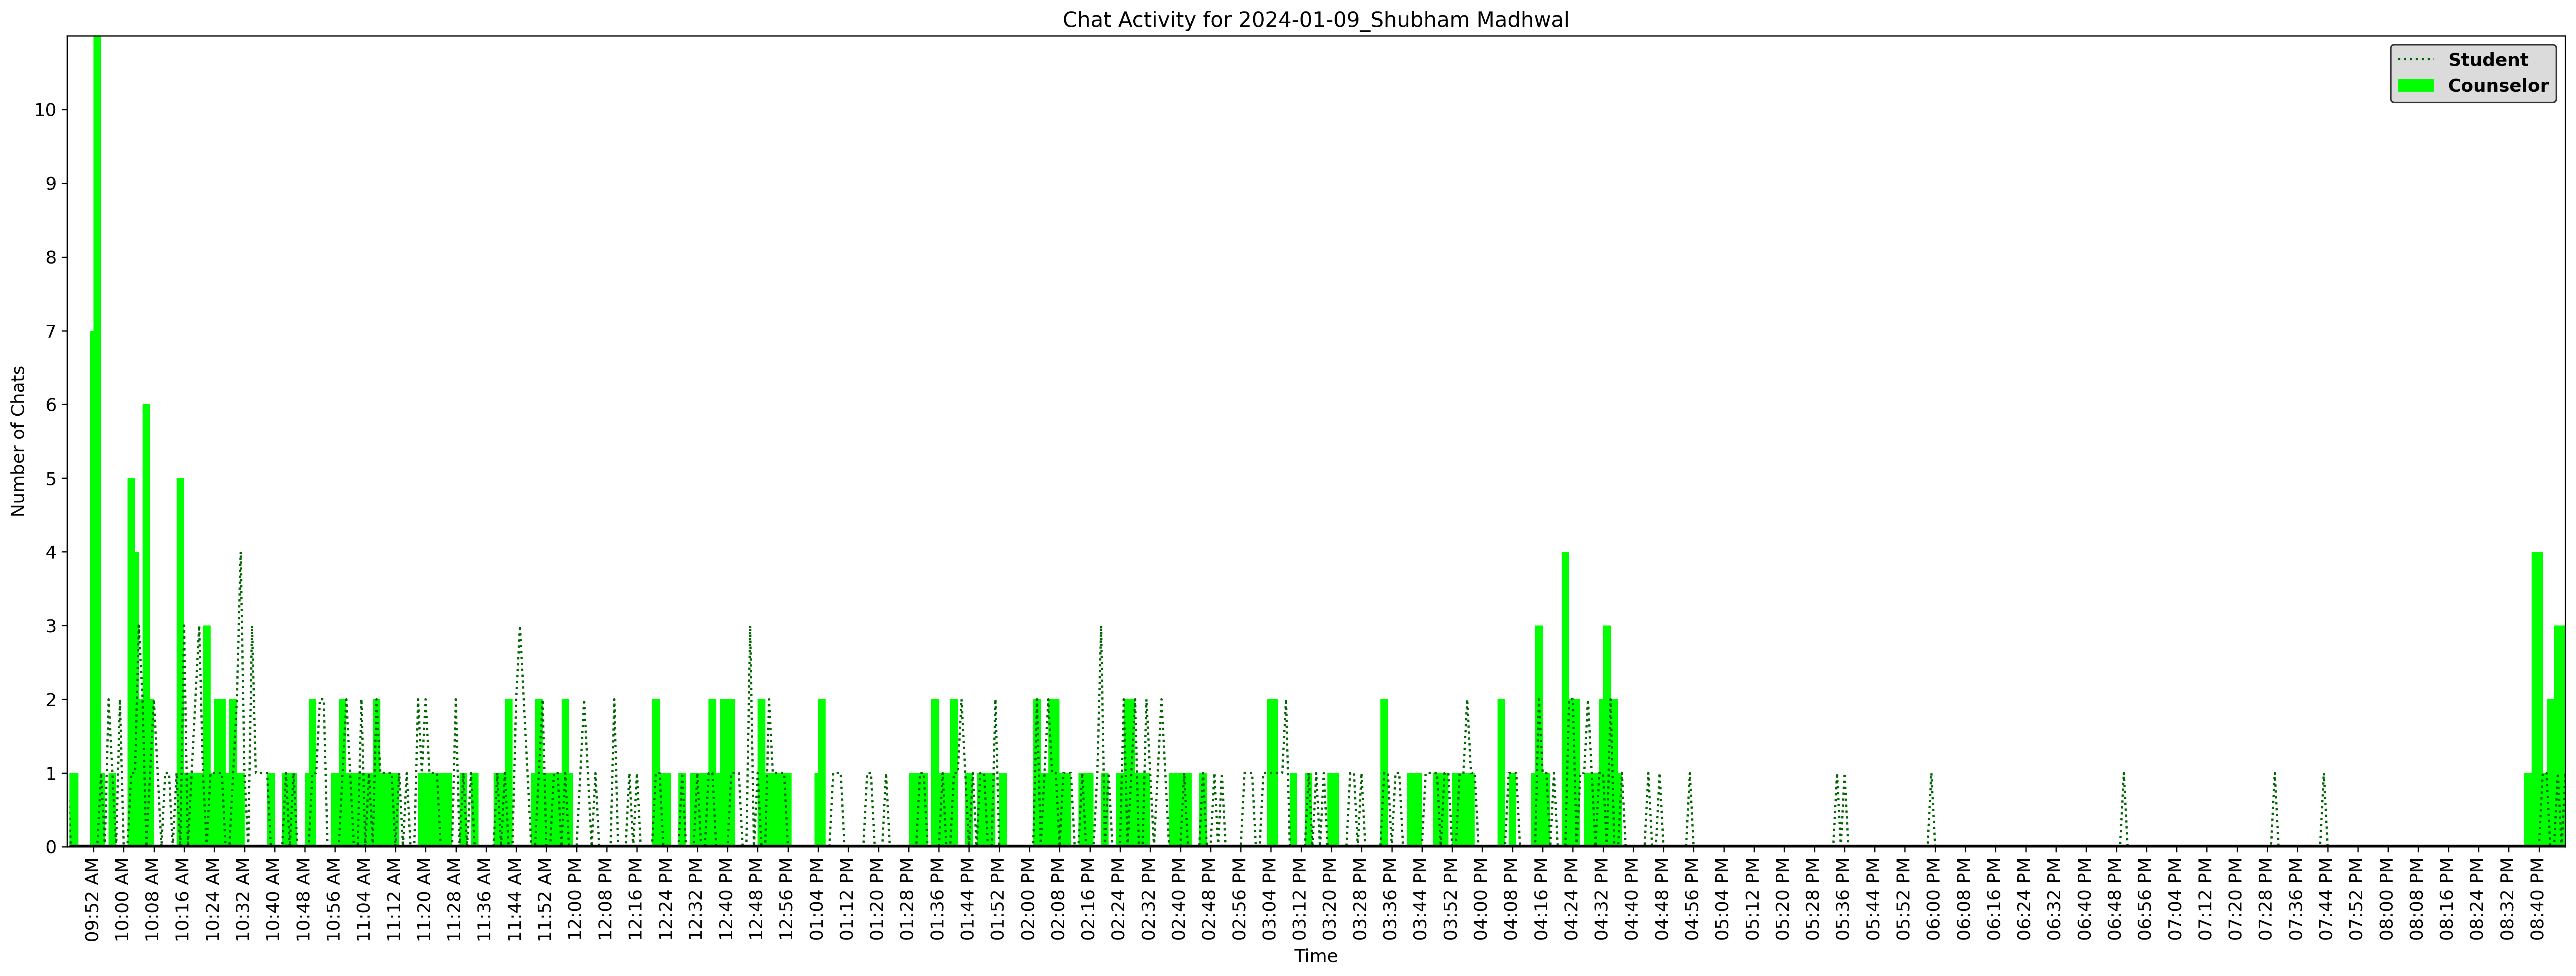 Chat Activity for 2024-01-09_Shubham Madhwal
Student
Counselor
Number of Chats
10
9
8
7
6
5
4
3
2
1
0
09:52 AM
10:00 AM
10:08 AM
10:16 AM
10:24 AM
10:32 AM
10:40 AM
10:48 AM
10:56 AM
11:04 AM
11:12 AM
11:20 AM
11:28 AM
11:36 AM
11:44 AM
11:52 AM
12:00 PM
12:08 PM
12:16 PM
12:24 PM
12:32 PM
12:40 PM
12:48 PM
12:56 PM
01:04 PM
01:12 PM
01:20 PM
01:28 PM
01:36 PM
01:44 PM
01:52 PM
02:00 PM
02:08 PM
02:16 PM
02:24 PM
02:32 PM
02:40 PM
02:48 PM
02:56 PM
03:04 PM
03:12 PM
03:20 PM
03:28 PM
03:36 PM
03:44 PM
03:52 PM
04:00 PM
04:08 PM
04:16 PM
04:24 PM
04:32 PM
04:40 PM
04:48 PM
04:56 PM
05:04 PM
05:12 PM
05:20 PM
05:28 PM
05:36 PM
05:44 PM
05:52 PM
06:00 PM
06:08 PM
06:16 PM
06:24 PM
06:32 PM
06:40 PM
06:48 PM
06:56 PM
07:04 PM
07:12 PM
07:20 PM
07:28 PM
07:36 PM
07:44 PM
07:52 PM
08:00 PM
08:08 PM
08:16 PM
08:24 PM
08:32 PM
08:40 PM
Time